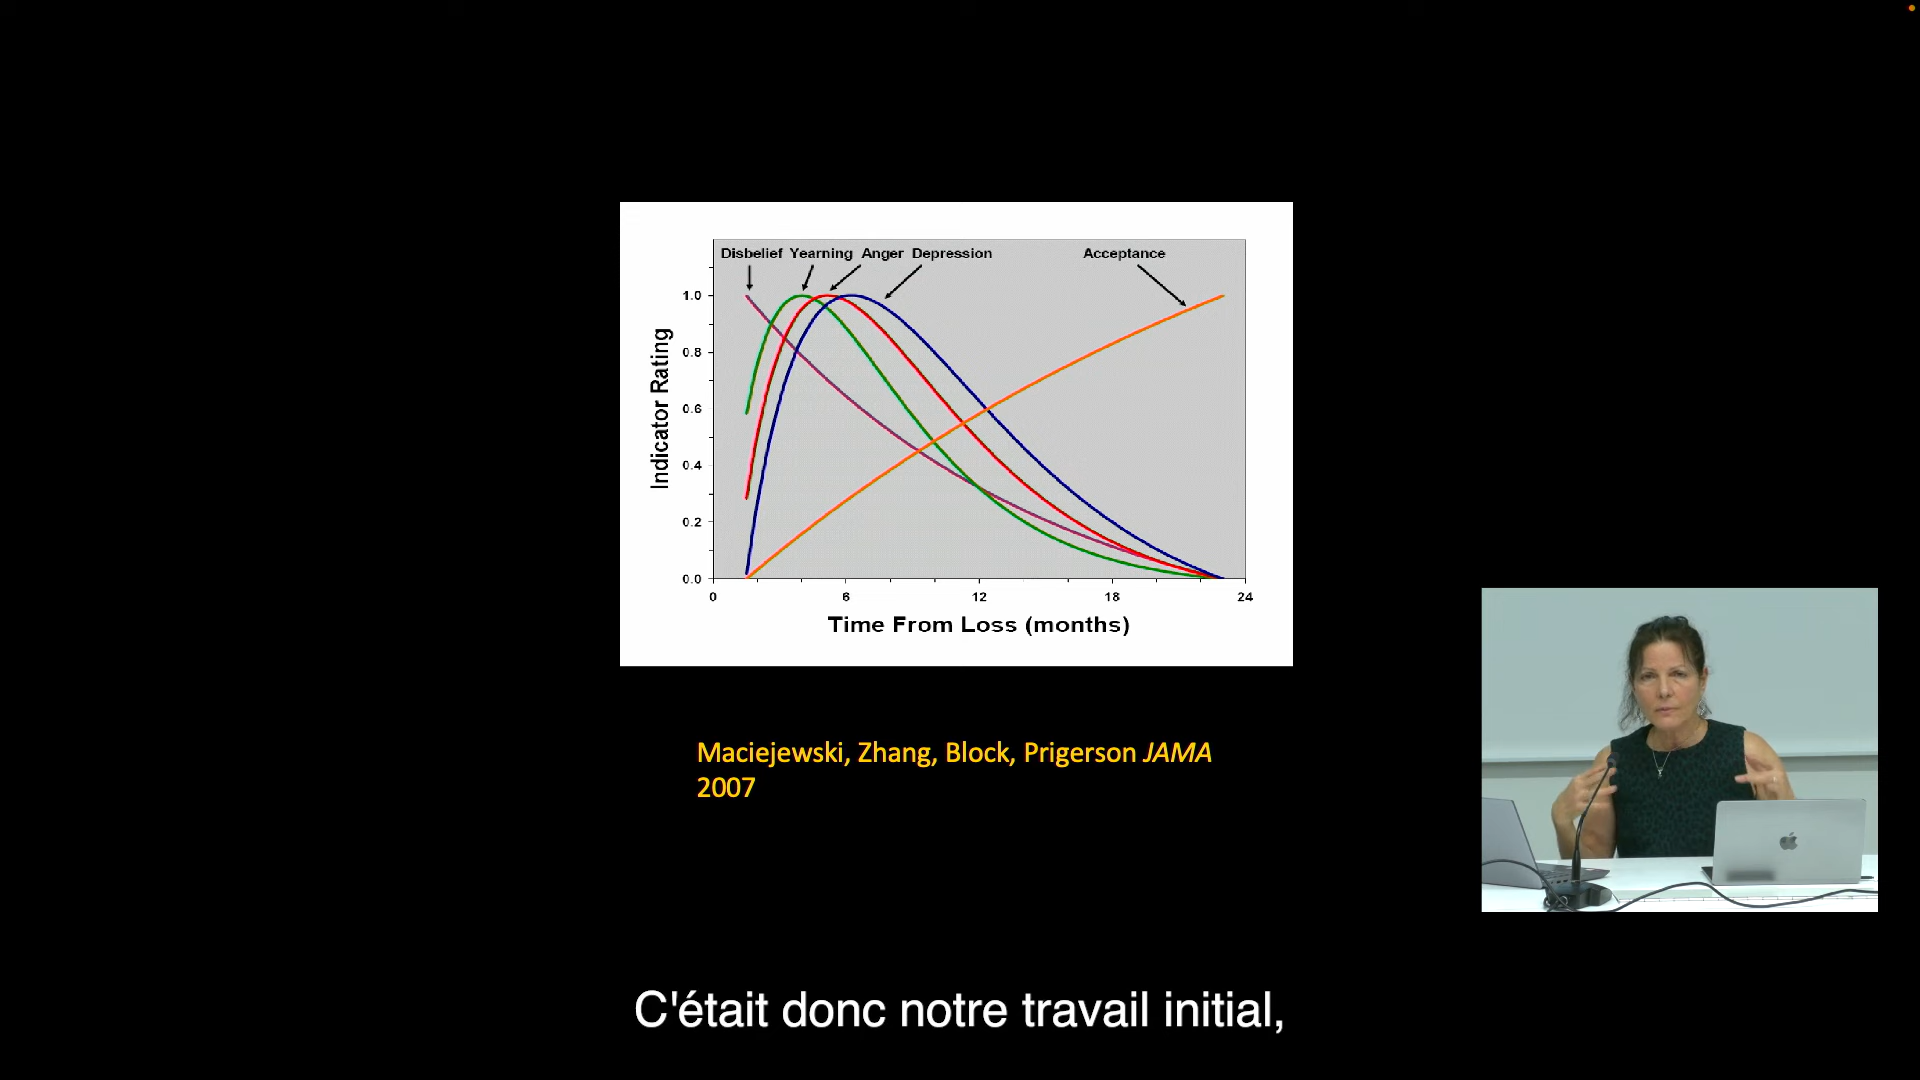 Disbelief Yearning Anger Depression Acceptance
1.0
0.8
0.6
0.4
0.2
0.0
Indicator Rating
0 6 12 18 24
Time From Loss (months)
Maciejewski, Zhang, Block, Prigerson JAMA
2007
C'était donc notre travail initial,